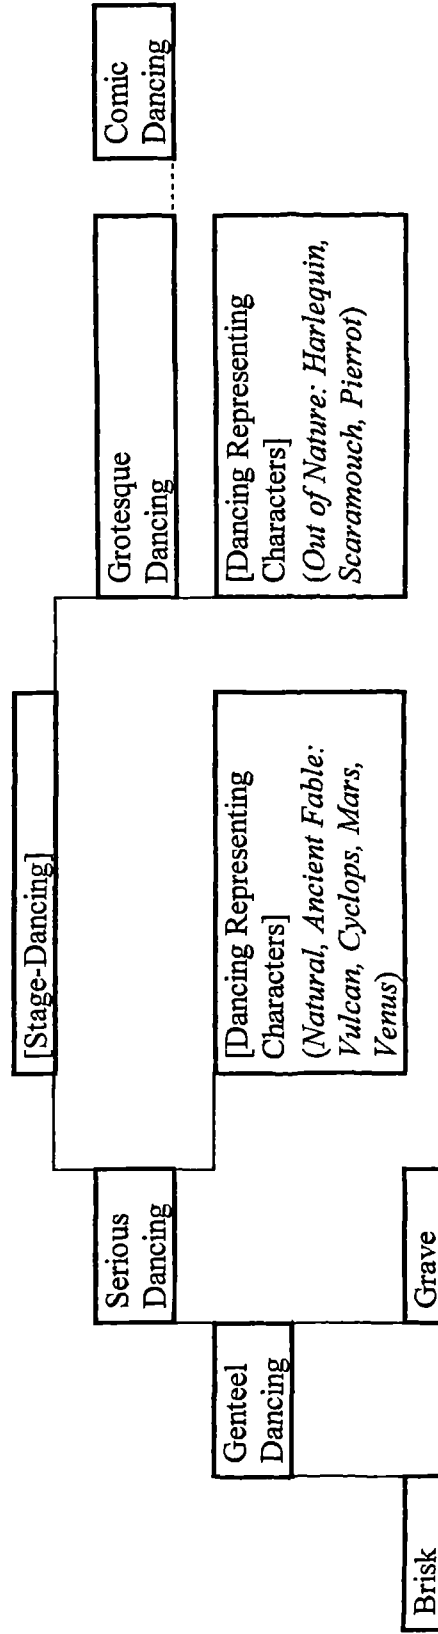 [Stage-Dancing]
Serious
Dancing
Grotesque
Dancing
Comic
Dancing
Genteel
Dancing
[Dancing Representing
Characters]
(Natural, Ancient Fable:
Vulcan, Cyclops, Mars,
Venus)
[Dancing Representing
Characters]
(Out of Nature: Harlequin,
Scaramouch, Pierrot)
Brisk
Grave